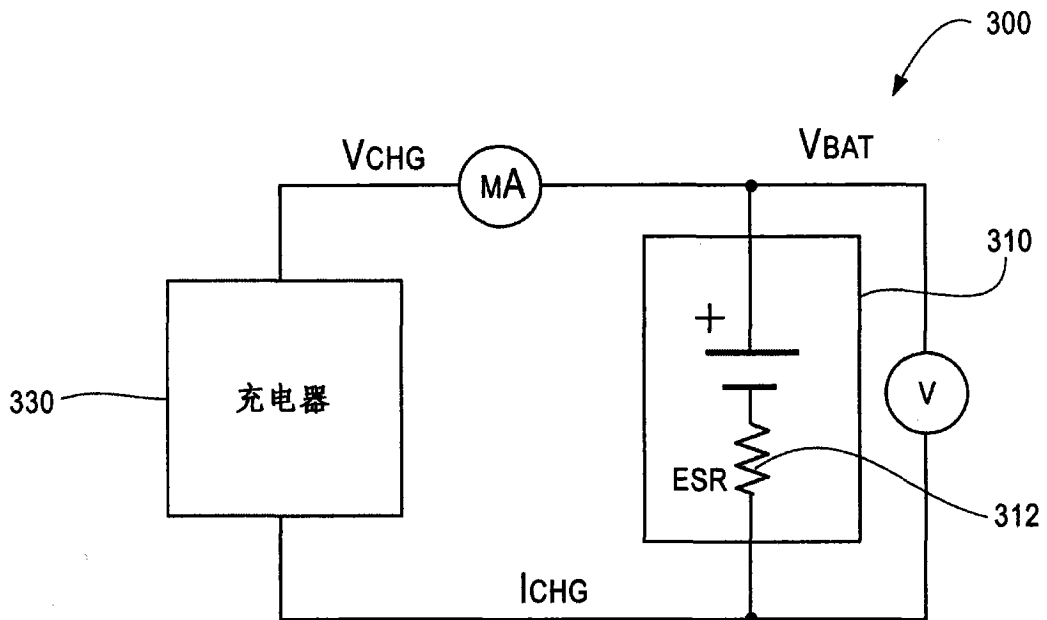 300
VCHG
MA
VBAT
310
+
330
充电器
V
ESR
312
ICHG